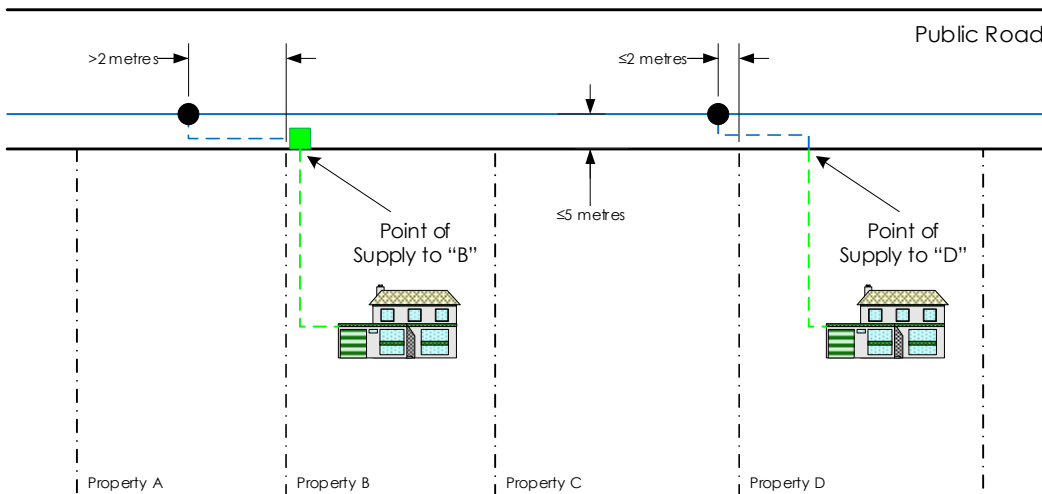 Public Road
>2 metres
≤2 metres
≤5 metres
Point of
Supply to “B”
Point of
Supply to “D”
Property A
Property B
Property C
Property D